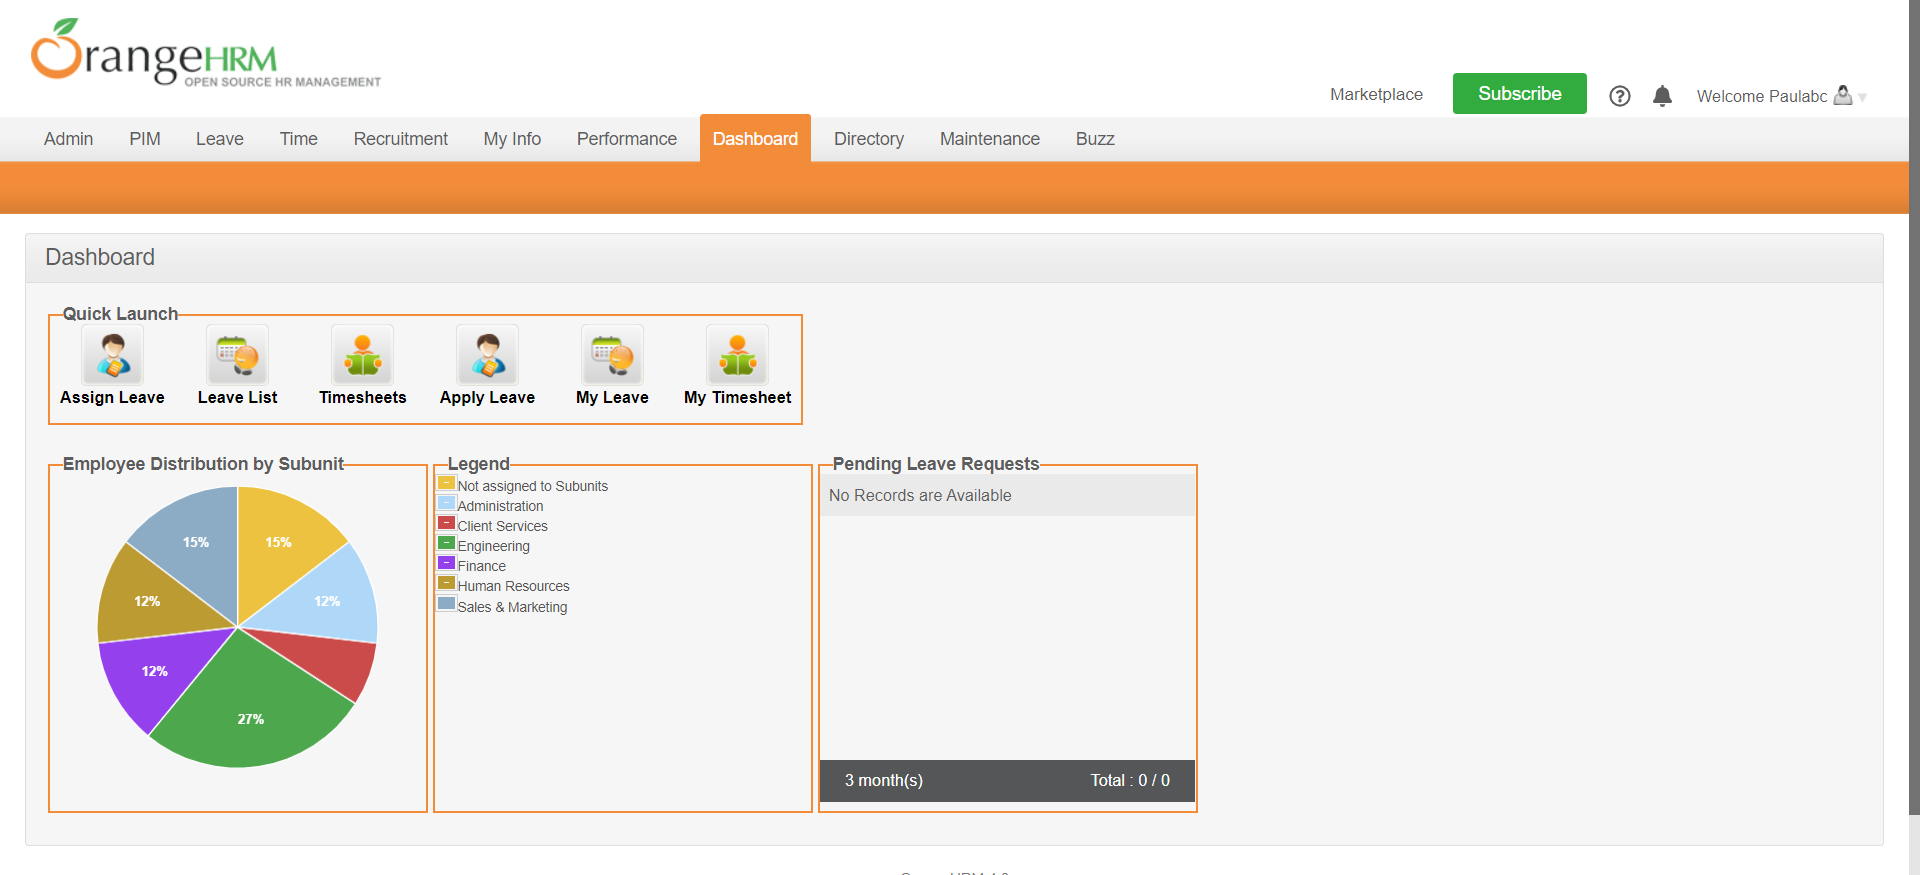 OrangeHRM
OPEN SOURCE HR MANAGEMENT
Marketplace
Subscribe
Welcome Paulabc
Admin
PIM
Leave
Time
Recruitment
My Info
Performance
Dashboard
Directory
Maintenance
Buzz
Dashboard
Quick Launch
Assign Leave
Leave List
Timesheets
Apply Leave
My Leave
My Timesheet
Employee Distribution by Subunit
15%
15%
12%
12%
12%
27%
Legend
Not assigned to Subunits
Administration
Client Services
Engineering
Finance
Human Resources
Sales & Marketing
Pending Leave Requests
No Records are Available
3 month(s)
Total : 0 / 0